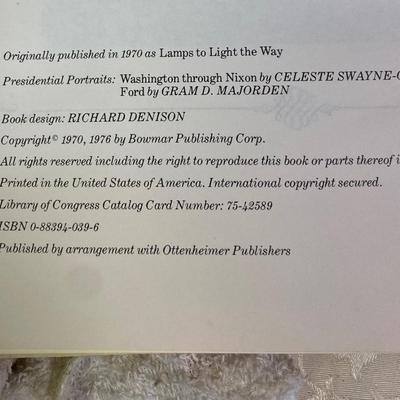 Originally published in 1970 as Lamps to Light the Way
Presidential Portraits: Washington through Nixon by CELESTE SWAYNE-
Ford by GRAM D. MAJORDEN
Book design: RICHARD DENISON
Copyright© 1970, 1976 by Bowmar Publishing Corp.
All rights reserved including the right to reproduce this book or parts thereof i
Printed in the United States of America. International copyright secured.
Library of Congress Catalog Card Number: 75-42589
ISBN 0-88394-039-6
Published by arrangement with Ottenheimer Publishers